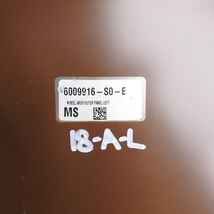 6009916-S0-E
WHEEL ARCH OUTER PANEL LEFT
MS
18-A-L